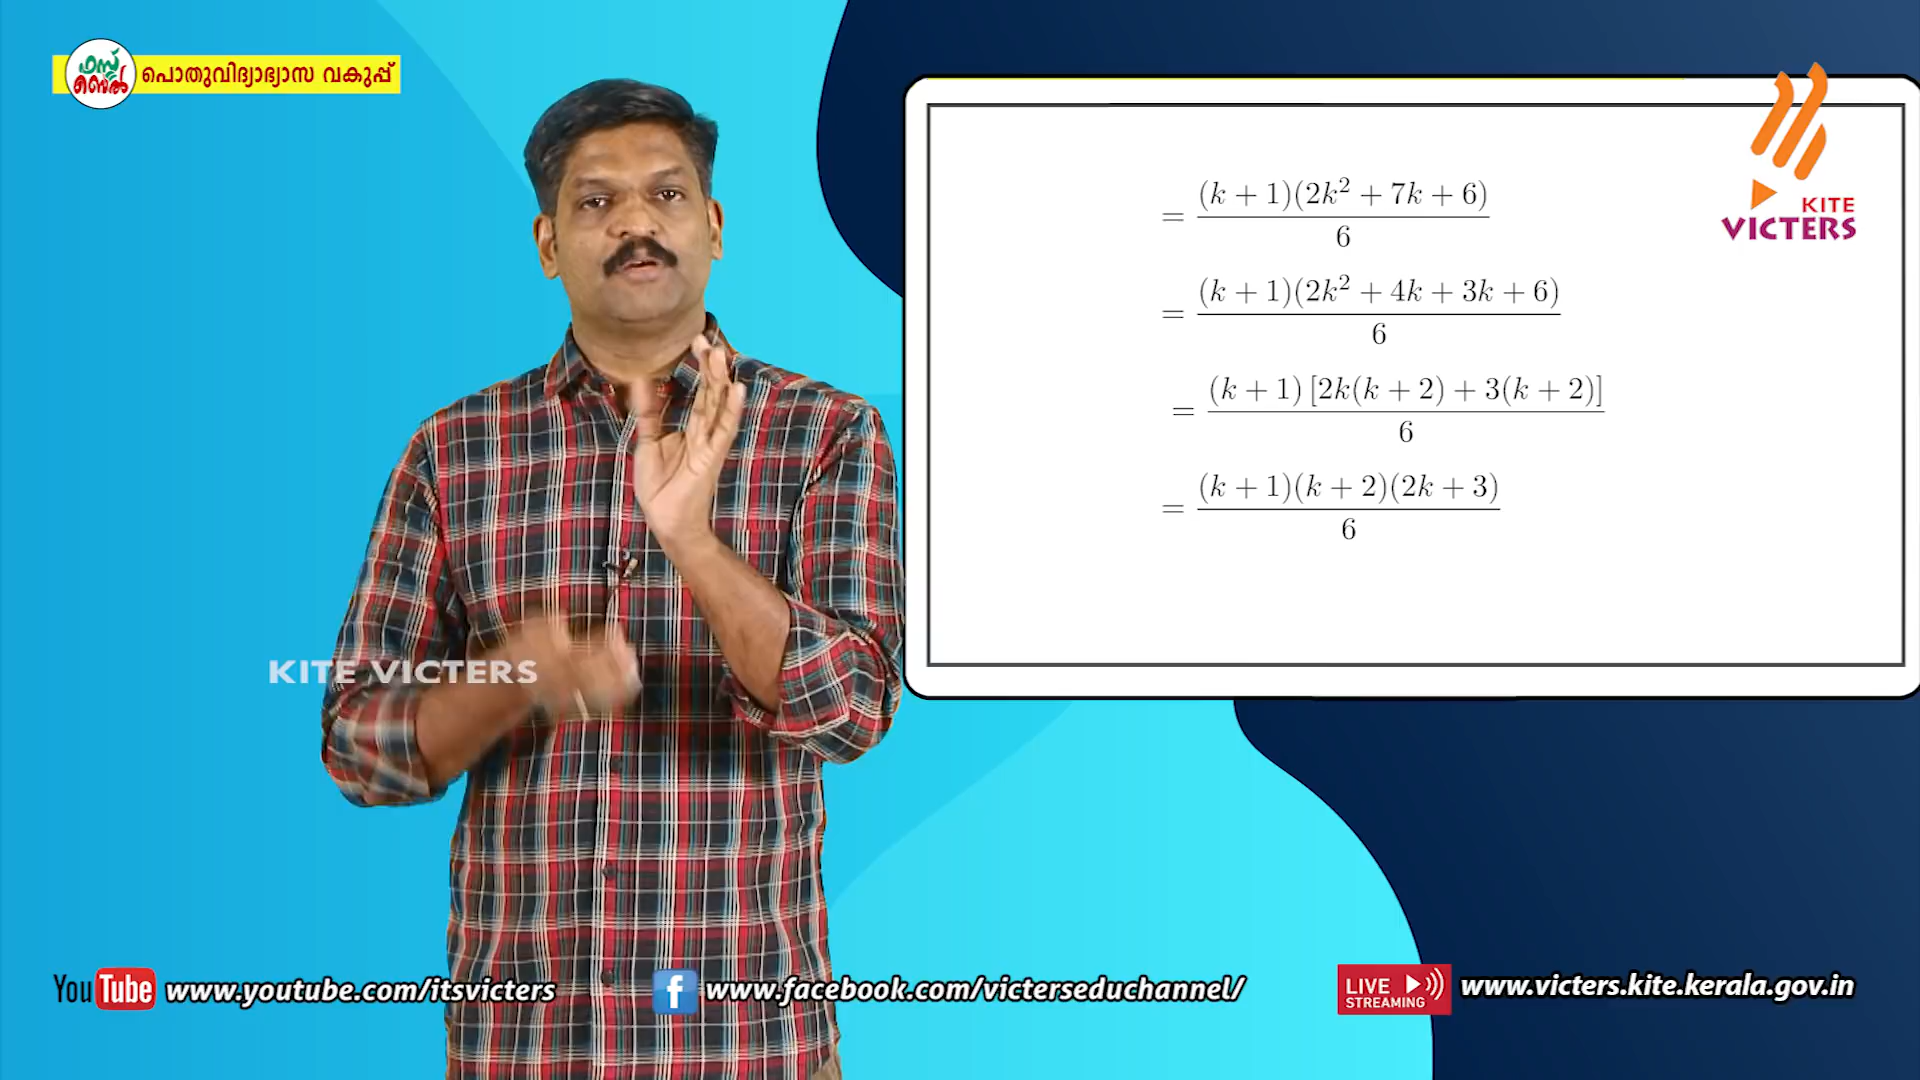 ഫസ്റ്റ് ബെൽ
പൊതുവിദ്യാഭ്യാസ വകുപ്പ്
KITE
VICTERS
= (k + 1)(2k² + 7k + 6) / 6
= (k + 1)(2k² + 4k + 3k + 6) / 6
= (k + 1) [2k(k + 2) + 3(k + 2)] / 6
= (k + 1)(k + 2)(2k + 3) / 6
KITE VICTERS
YouTube www.youtube.com/itsvicters
f www.facebook.com/victerseduchannel/
LIVE STREAMING www.victers.kite.kerala.gov.in